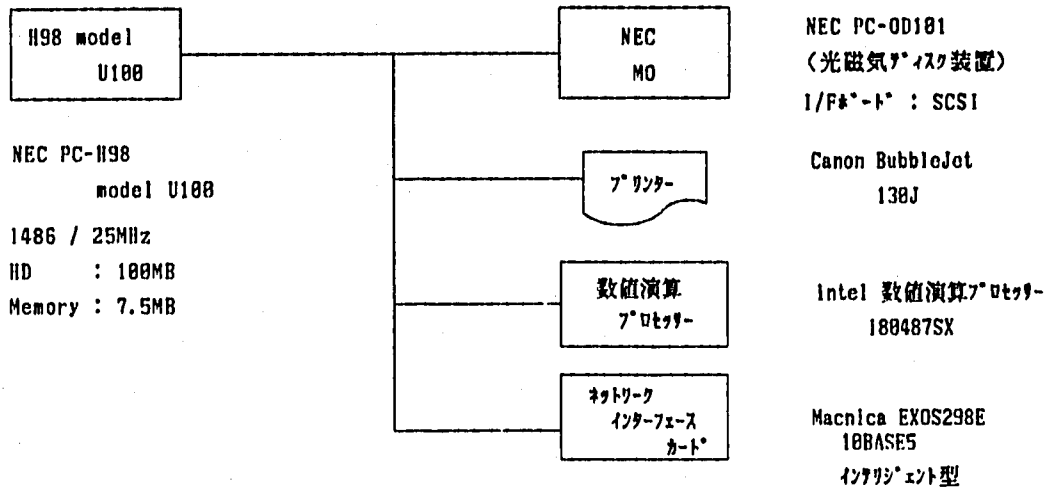 H98 model
U100
NEC PC-H98
model U100
i486 / 25MHz
HD : 100MB
Memory : 7.5MB
NEC
MO
NEC PC-OD101
(光磁気ﾃﾞｨｽｸ装置)
I/Fﾎﾞｰﾄﾞ : SCSI
ﾌﾟﾘﾝﾀｰ
Canon BubbleJet
130J
数値演算
ﾌﾟﾛｾｯｻｰ
intel 数値演算ﾌﾟﾛｾｯｻｰ
i80487SX
ﾈｯﾄﾜｰｸ
ｲﾝﾀｰﾌｪｰｽ
ｶｰﾄﾞ
Macnica EXOS298E
10BASE5
ｲﾝﾃﾘｼﾞｪﾝﾄ型